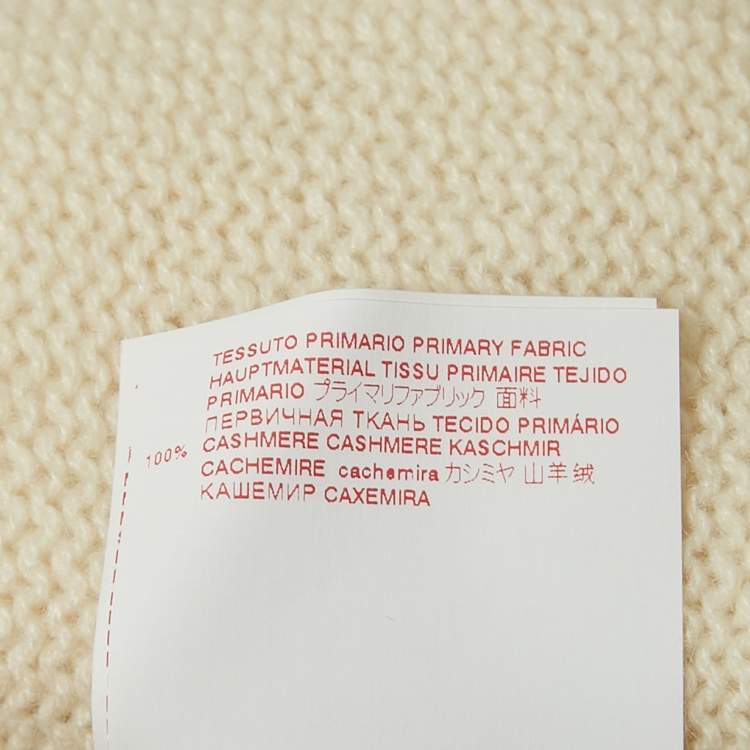 TESSUTO PRIMARIO PRIMARY FABRIC
HAUPTMATERIAL TISSU PRIMAIRE TEJIDO
PRIMARIO プライマリファブリック 面料
ПЕРВИЧНАЯ ТКАНЬ TECIDO PRIMÁRIO
100% CASHMERE CASHMERE KASCHMIR
CACHEMIRE cachemira カシミヤ 山羊绒
КАШЕМИР CAXEMIRA